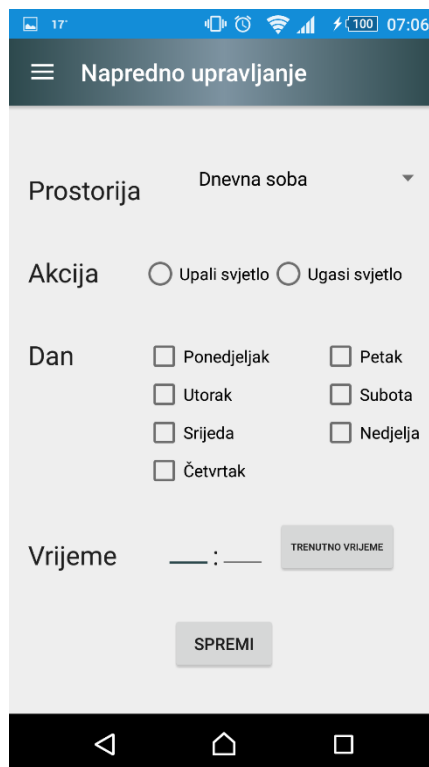 17° 100 07:06
Napredno upravljanje
Prostorija Dnevna soba
Akcija Upali svjetlo Ugasi svjetlo
Dan Ponedjeljak Petak
Utorak Subota
Srijeda Nedjelja
Četvrtak
Vrijeme : TRENUTNO VRIJEME
SPREMI